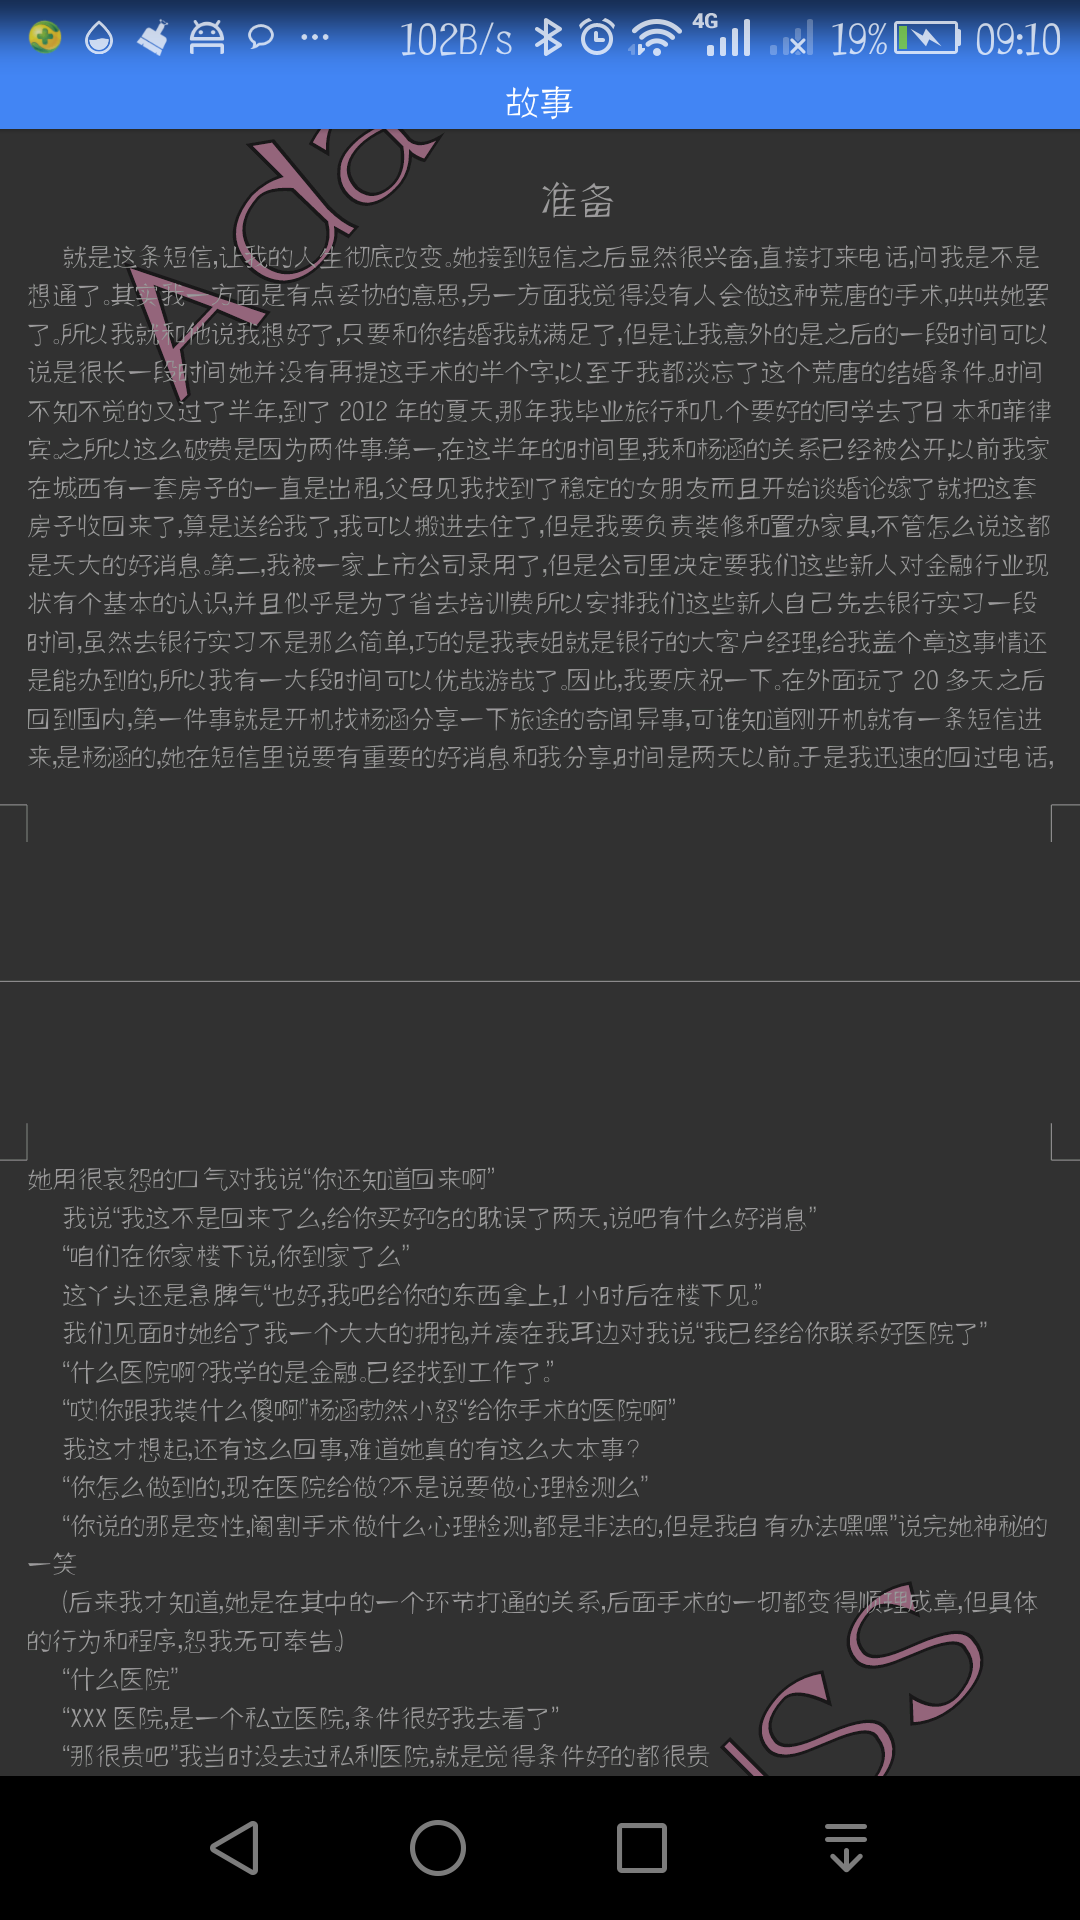 102B/s 4G 19% 09:10
故事
准备
就是这条短信,让我的人生彻底改变。她接到短信之后显然很兴奋,直接打来电话,问我是不是
想通了。其实我一方面是有点妥协的意思,另一方面我觉得没有人会做这种荒唐的手术,哄哄她罢
了。所以我就和他说我想好了,只要和你结婚我就满足了,但是让我意外的是之后的一段时间可以
说是很长一段时间她并没有再提这手术的半个字,以至于我都淡忘了这个荒唐的结婚条件。时间
不知不觉的又过了半年,到了 2012 年的夏天,那年我毕业旅行和几个要好的同学去了日本和菲律
宾。之所以这么破费是因为两件事:第一,在这半年的时间里,我和杨涵的关系已经被公开,以前我家
在城西有一套房子的一直是出租,父母见我找到了稳定的女朋友而且开始谈婚论嫁了就把这套
房子收回来了,算是送给我了,我可以搬进去住了,但是我要负责装修和置办家具,不管怎么说这都
是天大的好消息。第二,我被一家上市公司录用了,但是公司里决定要我们这些新人对金融行业现
状有个基本的认识,并且似乎是为了省去培训费所以安排我们这些新人自己先去银行实习一段
时间,虽然去银行实习不是那么简单,巧的是我表姐就是银行的大客户经理,给我盖个章这事情还
是能办到的,所以我有一大段时间可以优哉游哉了。因此,我要庆祝一下。在外面玩了 20 多天之后
回到国内,第一件事就是开机找杨涵分享一下旅途的奇闻异事,可谁知道刚开机就有一条短信进
来,是杨涵的,她在短信里说要有重要的好消息和我分享,时间是两天以前。于是我迅速的回过电话,
她用很哀怨的口气对我说“你还知道回来啊”
我说“我这不是回来了么,给你买好吃的耽误了两天,说吧有什么好消息”
“咱们在你家楼下说,你到家了么”
这丫头还是急脾气“也好,我吧给你的东西拿上,1 小时后在楼下见。”
我们见面时她给了我一个大大的拥抱,并凑在我耳边对我说“我已经给你联系好医院了”
“什么医院啊?我学的是金融。已经找到工作了。”
“哎!你跟我装什么傻啊!”杨涵勃然小怒“给你手术的医院啊”
我这才想起,还有这么回事,难道她真的有这么大本事?
“你怎么做到的,现在医院给做?不是说要做心理检测么”
“你说的那是变性,阉割手术做什么心理检测,都是非法的,但是我自有办法嘿嘿”说完她神秘的
一笑
(后来我才知道,她是在其中的一个环节打通的关系,后面手术的一切都变得顺理成章,但具体
的行为和程序,恕我无可奉告。)
“什么医院”
“XXX 医院,是一个私立医院,条件很好我去看了”
“那很贵吧”我当时没去过私利医院,就是觉得条件好的都很贵